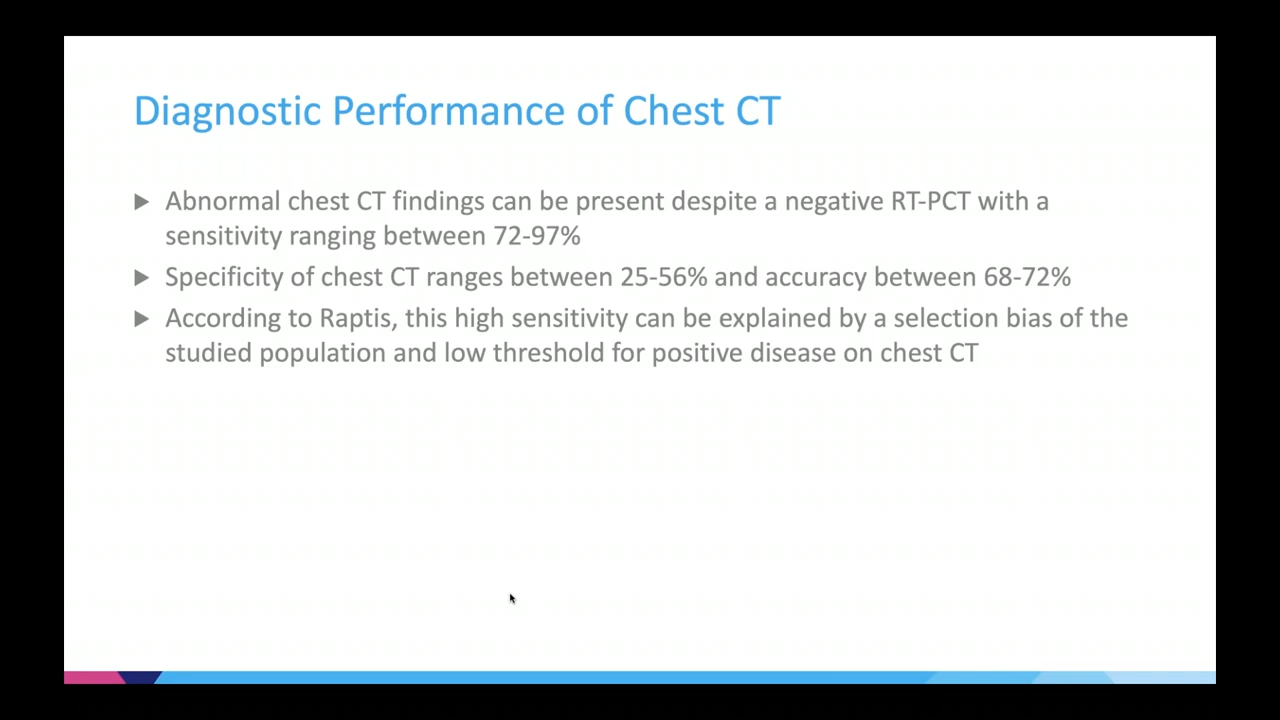 Diagnostic Performance of Chest CT
Abnormal chest CT findings can be present despite a negative RT-PCT with a
sensitivity ranging between 72-97%
Specificity of chest CT ranges between 25-56% and accuracy between 68-72%
According to Raptis, this high sensitivity can be explained by a selection bias of the
studied population and low threshold for positive disease on chest CT